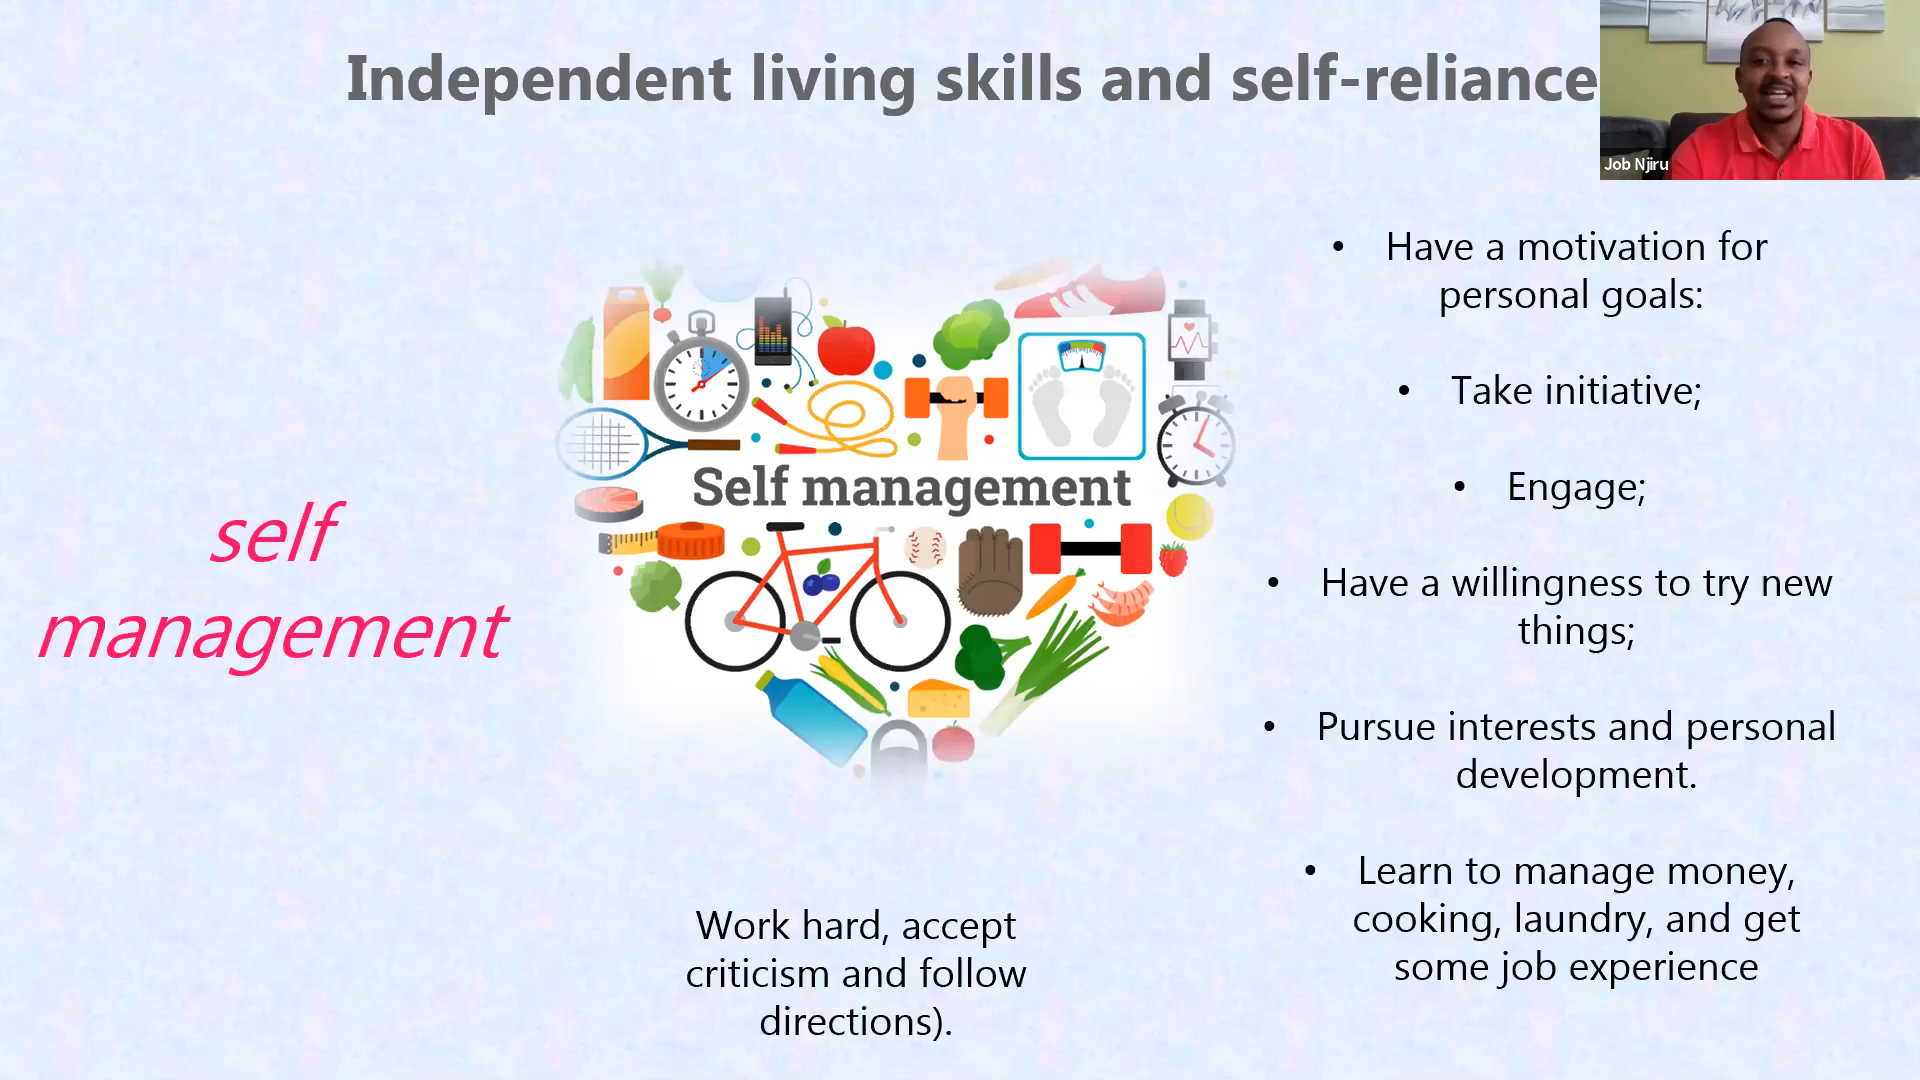 Independent living skills and self-reliance
Job Njiru
self
management
Self management
• Have a motivation for
personal goals:
• Take initiative;
• Engage;
• Have a willingness to try new
things;
• Pursue interests and personal
development.
• Learn to manage money,
cooking, laundry, and get
some job experience
Work hard, accept
criticism and follow
directions).